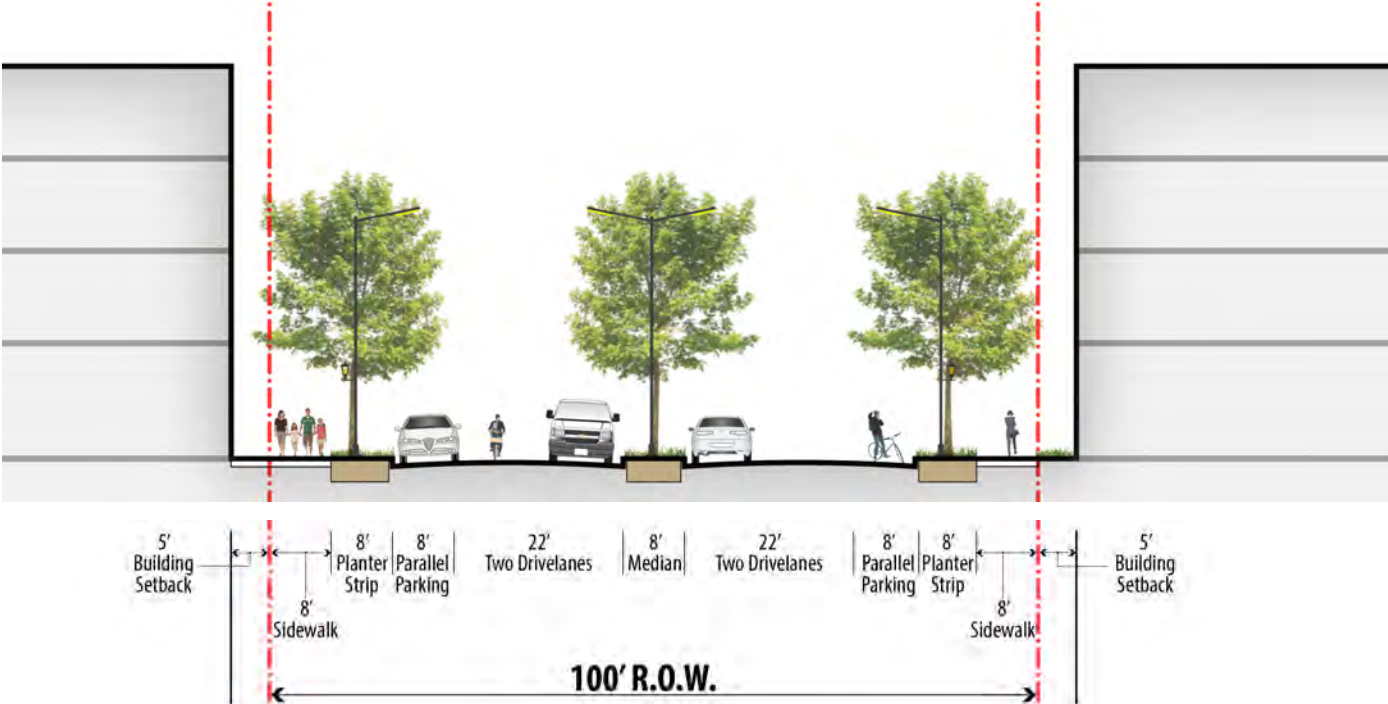 5′
Building
Setback
8′
Sidewalk
8′
Planter
Strip
8′
Parallel
Parking
22′
Two Drivelanes
8′
Median
22′
Two Drivelanes
8′
Parallel
Parking
8′
Planter
Strip
8′
Sidewalk
5′
Building
Setback
100′ R.O.W.